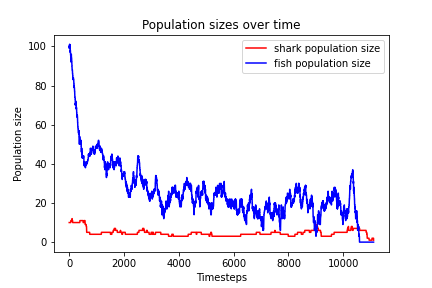 Population sizes over time
shark population size
fish population size
Population size
100
80
60
40
20
0
0
2000
4000
6000
8000
10000
Timesteps